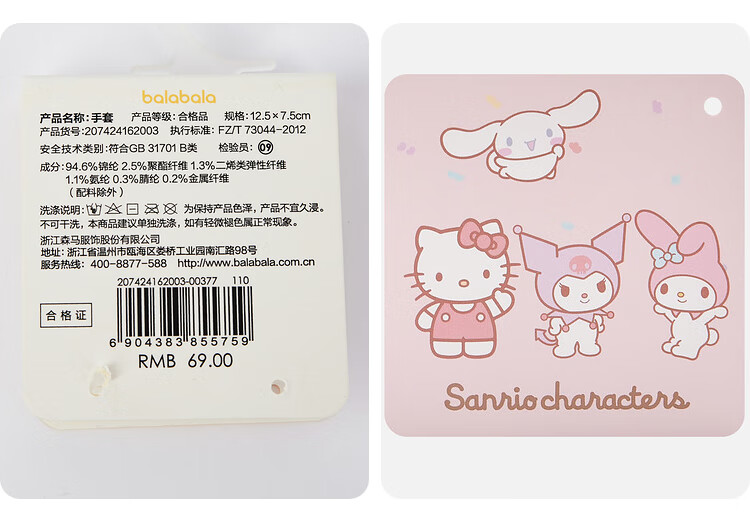 balabala
产品名称：手套 产品等级：合格品 规格：12.5×7.5cm
产品货号：207424162003 执行标准：FZ/T 73044-2012
安全技术类别：符合GB 31701 B类 检验员：09
成分：94.6%锦纶 2.5%聚酯纤维 1.3%二烯类弹性纤维
1.1%氨纶 0.3%腈纶 0.2%金属纤维
（配料除外）
洗涤说明： 为保持产品色泽，产品不宜久浸。
不可干洗，本商品建议单独洗涤，如有轻微褪色属正常现象。
浙江森马服饰股份有限公司
地址：浙江省温州市瓯海区娄桥工业园南汇路98号
服务热线：400-8877-588 http://www.balabala.com.cn
207424162003-00377 110
合格证
6904383855759
RMB 69.00
Sanrio characters